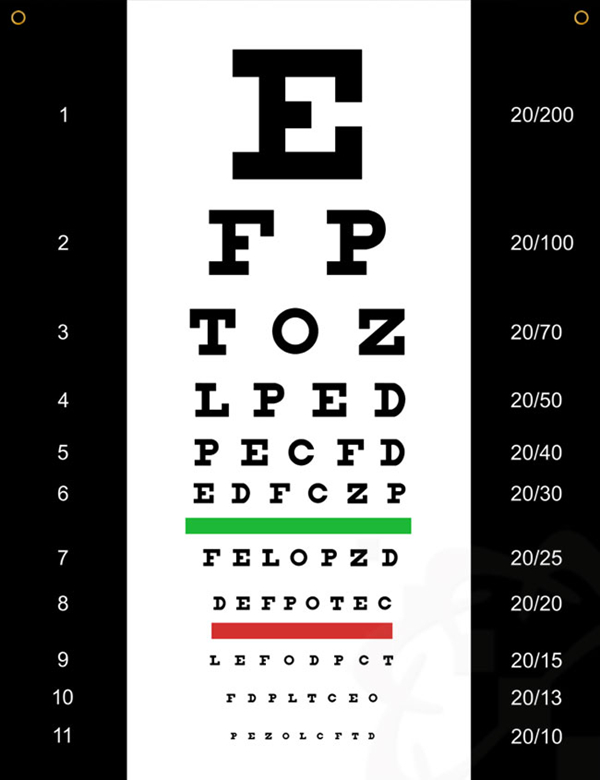 1 E 20/200
2 F P 20/100
3 T O Z 20/70
4 L P E D 20/50
5 P E C F D 20/40
6 E D F C Z P 20/30
7 F E L O P Z D 20/25
8 D E F P O T E C 20/20
9 L E F O D P C T 20/15
10 F D P L T C E O 20/13
11 P E Z O L C F T D 20/10